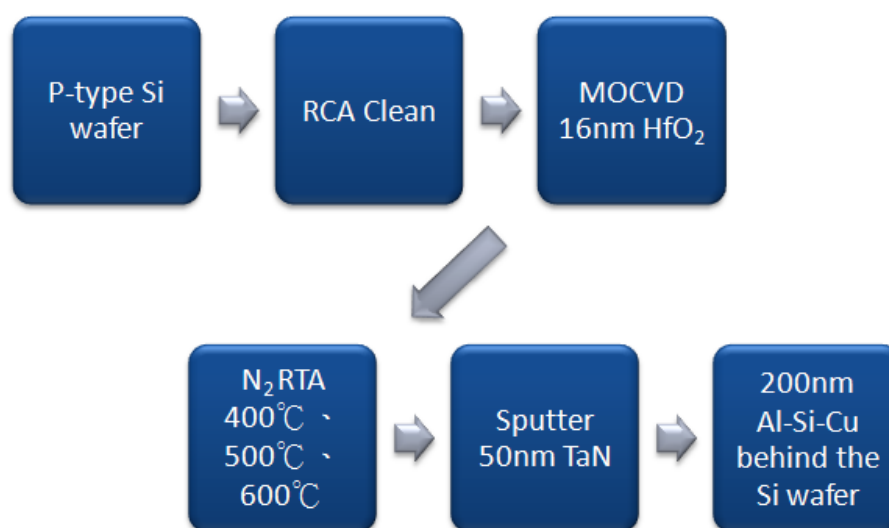 P-type Si
wafer
RCA Clean
MOCVD
16nm HfO₂
N₂ RTA
400℃、
500℃、
600℃
Sputter
50nm TaN
200nm
Al-Si-Cu
behind the
Si wafer